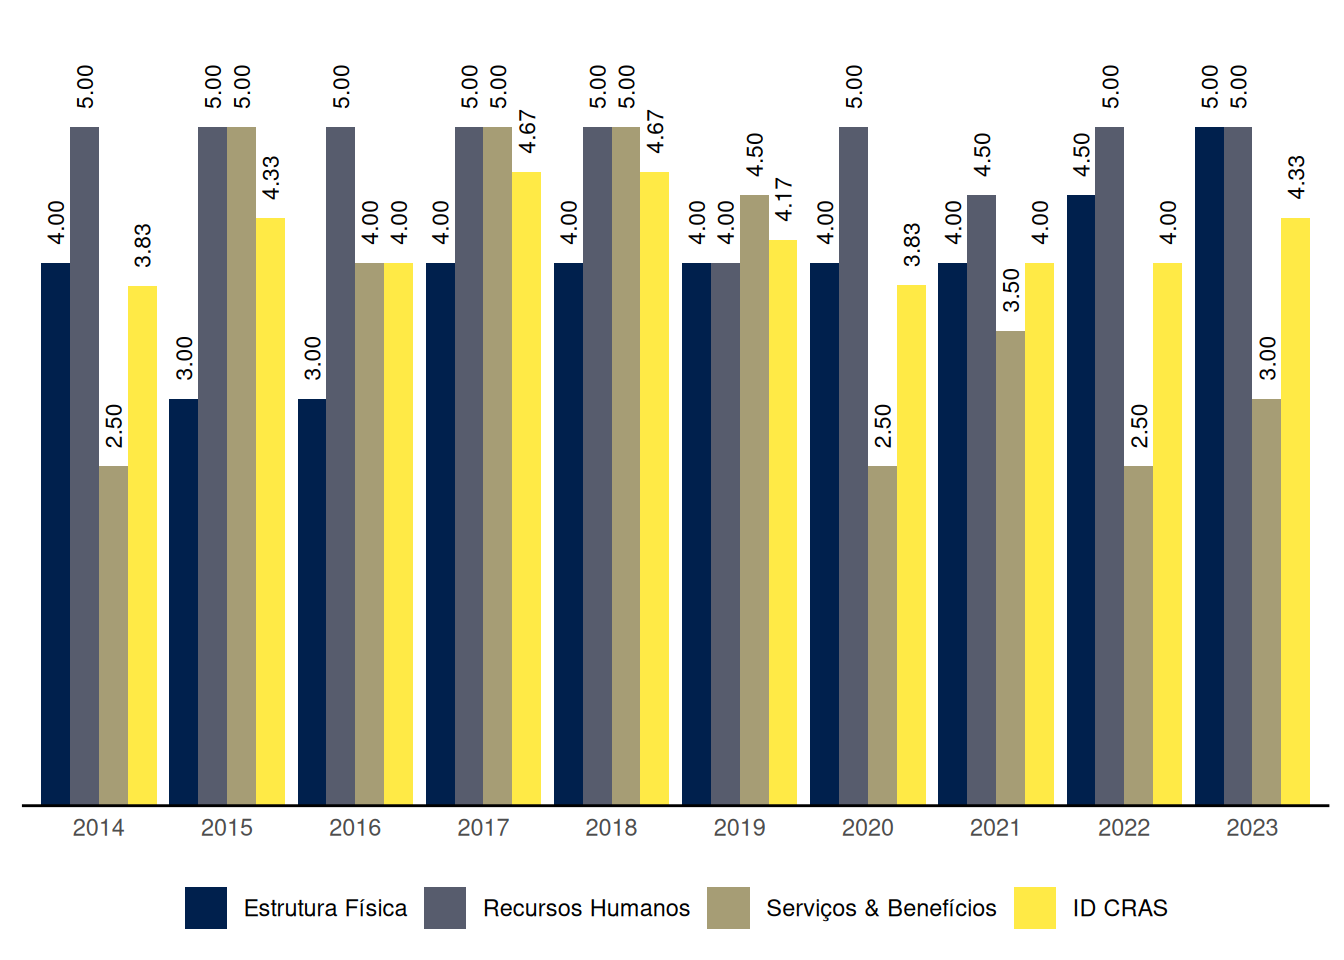 4.00 5.00 2.50 3.83
3.00 5.00 5.00 4.33
3.00 5.00 4.00 4.00
4.00 5.00 5.00 4.67
4.00 5.00 5.00 4.67
4.00 4.00 4.50 4.17
4.00 5.00 2.50 3.83
4.00 4.50 3.50 4.00
4.50 5.00 2.50 4.00
5.00 5.00 3.00 4.33
2014 2015 2016 2017 2018 2019 2020 2021 2022 2023
Estrutura Física Recursos Humanos Serviços & Benefícios ID CRAS